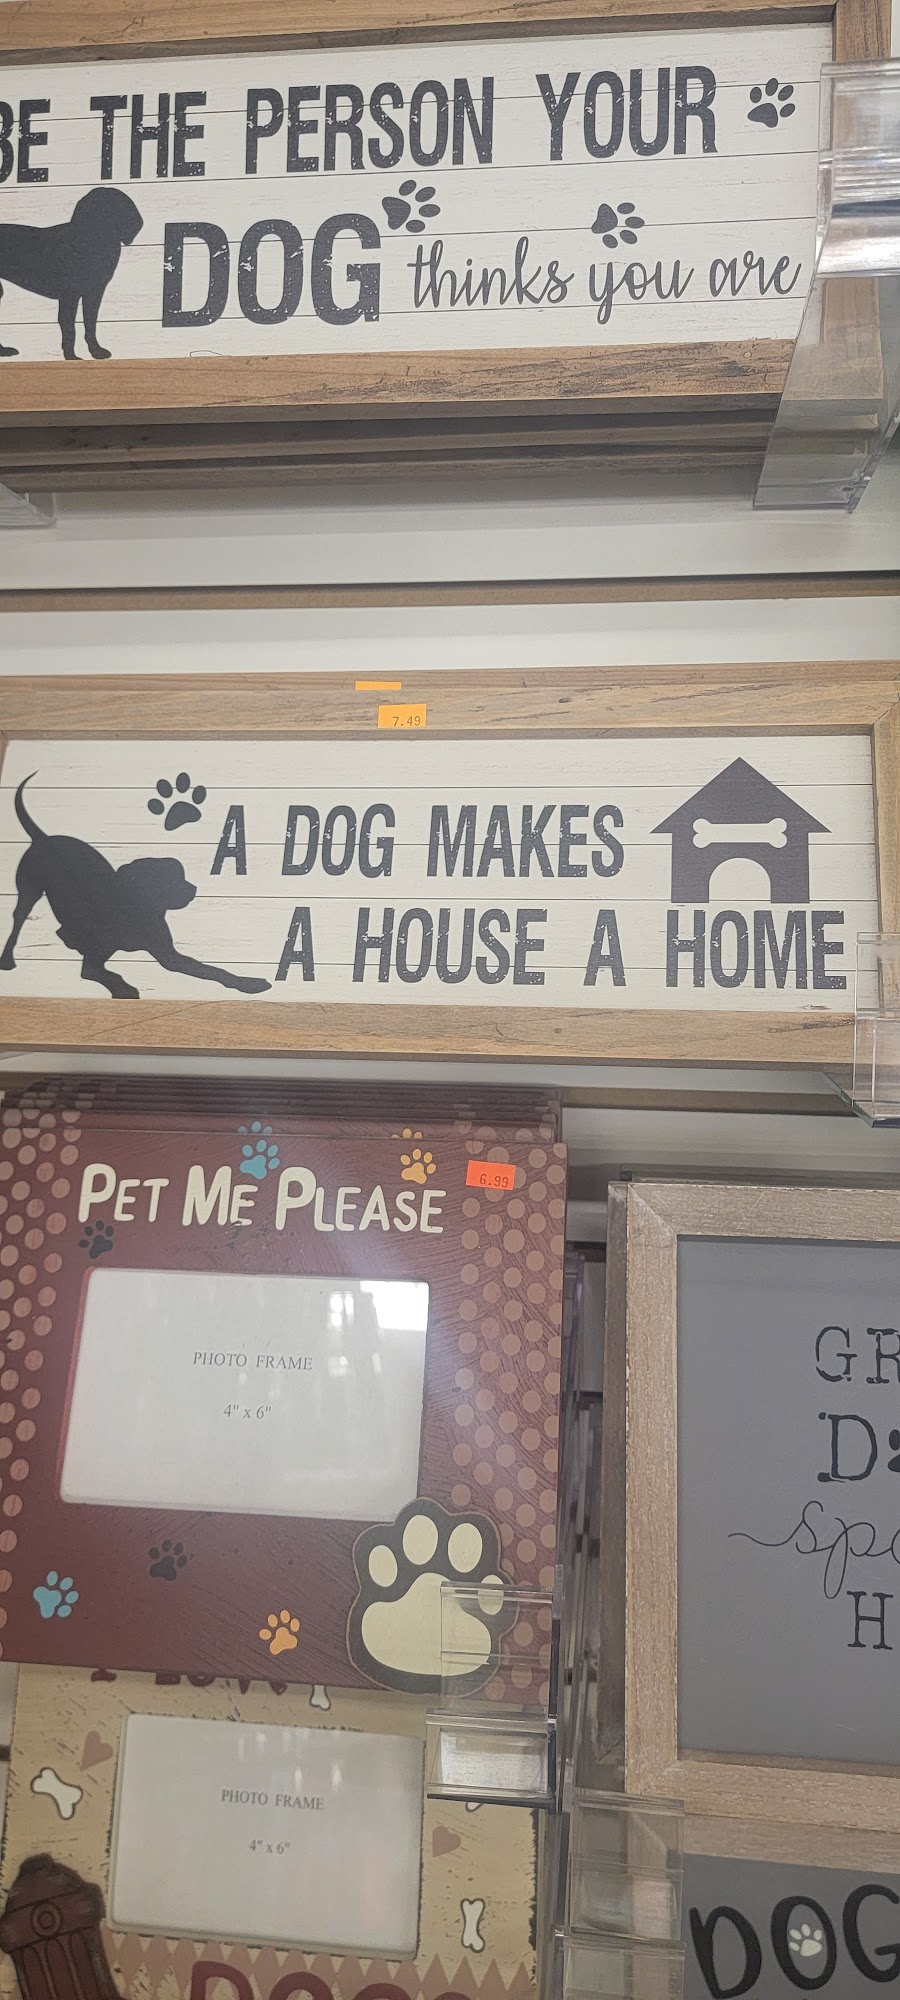 BE THE PERSON YOUR
DOG thinks you are
7.49
A DOG MAKES
A HOUSE A HOME
PET ME PLEASE
6.99
PHOTO FRAME
4" x 6"
PHOTO FRAME
4" x 6"
DOG